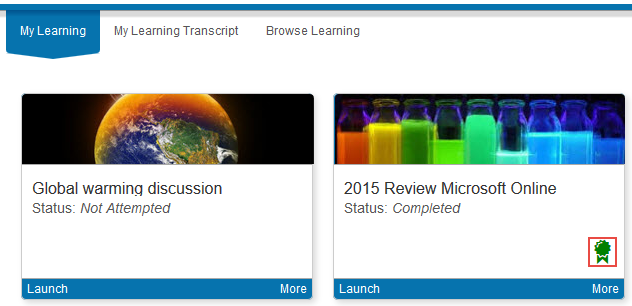 My Learning My Learning Transcript Browse Learning
Global warming discussion
Status: Not Attempted
Launch More
2015 Review Microsoft Online
Status: Completed
Launch More